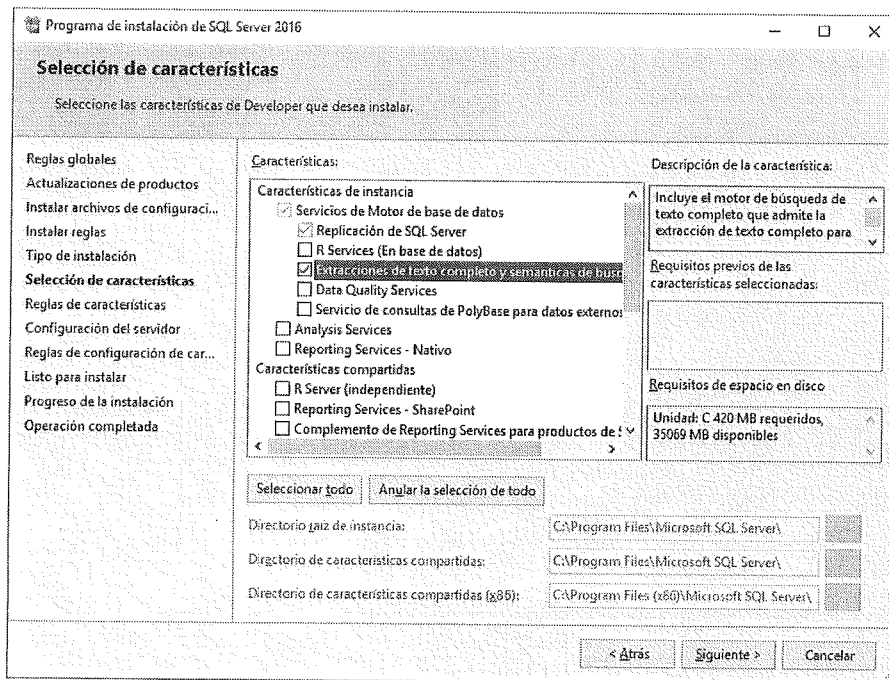 Programa de instalación de SQL Server 2016
Selección de características
Seleccione las características de Developer que desea instalar.
Reglas globales
Actualizaciones de productos
Instalar archivos de configuraci...
Instalar reglas
Tipo de instalación
Selección de características
Reglas de características
Configuración del servidor
Reglas de configuración de car...
Listo para instalar
Progreso de la instalación
Operación completada
Características:
Características de instancia
Servicios de Motor de base de datos
Replicación de SQL Server
R Services (En base de datos)
Extracciones de texto completo y semánticas de busc
Data Quality Services
Servicio de consultas de PolyBase para datos externos
Analysis Services
Reporting Services - Nativo
Características compartidas
R Server (independiente)
Reporting Services - SharePoint
Complemento de Reporting Services para productos de S
Descripción de la característica:
Incluye el motor de búsqueda de
texto completo que admite la
extracción de texto completo para
Requisitos previos de las
características seleccionadas:
Requisitos de espacio en disco
Unidad: C 420 MB requeridos,
35069 MB disponibles
Seleccionar todo
Anular la selección de todo
Directorio raíz de instancia:
C:\Program Files\Microsoft SQL Server\
Directorio de características compartidas:
C:\Program Files\Microsoft SQL Server\
Directorio de características compartidas (x86):
C:\Program Files (x86)\Microsoft SQL Server\
< Atrás
Siguiente >
Cancelar